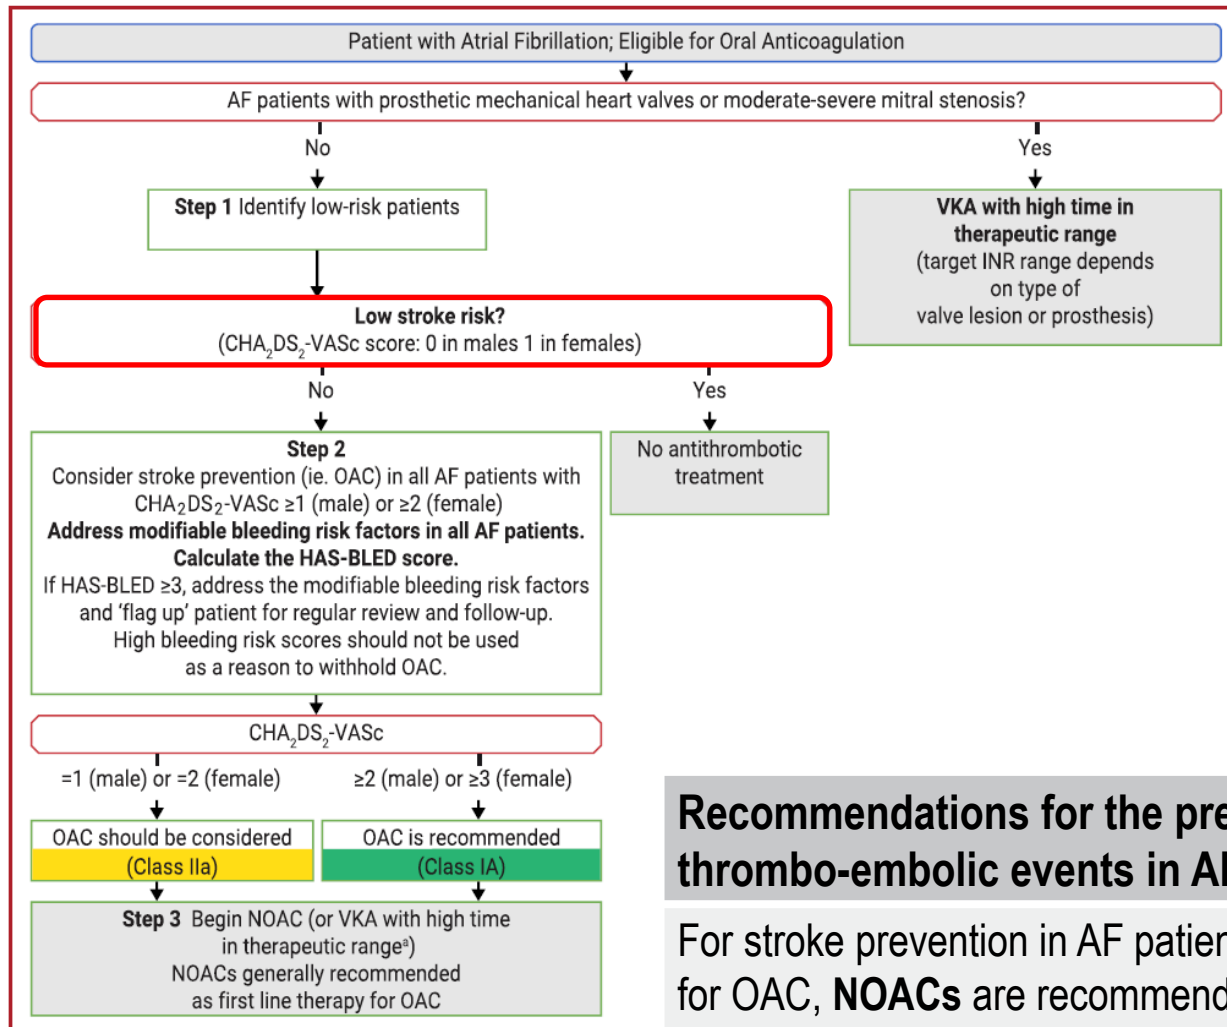 Patient with Atrial Fibrillation; Eligible for Oral Anticoagulation
AF patients with prosthetic mechanical heart valves or moderate-severe mitral stenosis?
No
Yes
Step 1 Identify low-risk patients
VKA with high time in
therapeutic range
(target INR range depends
on type of
valve lesion or prosthesis)
Low stroke risk?
(CHA₂DS₂-VASc score: 0 in males 1 in females)
No
Yes
Step 2
Consider stroke prevention (ie. OAC) in all AF patients with
CHA₂DS₂-VASc ≥1 (male) or ≥2 (female)
Address modifiable bleeding risk factors in all AF patients.
Calculate the HAS-BLED score.
If HAS-BLED ≥3, address the modifiable bleeding risk factors
and ‘flag up’ patient for regular review and follow-up.
High bleeding risk scores should not be used
as a reason to withhold OAC.
No antithrombotic
treatment
CHA₂DS₂-VASc
=1 (male) or =2 (female)
≥2 (male) or ≥3 (female)
OAC should be considered
(Class IIa)
OAC is recommended
(Class IA)
Step 3 Begin NOAC (or VKA with high time
in therapeutic rangeᵃ)
NOACs generally recommended
as first line therapy for OAC
Recommendations for the
thrombo-embolic events in
For stroke prevention in AF
for OAC, NOACs are